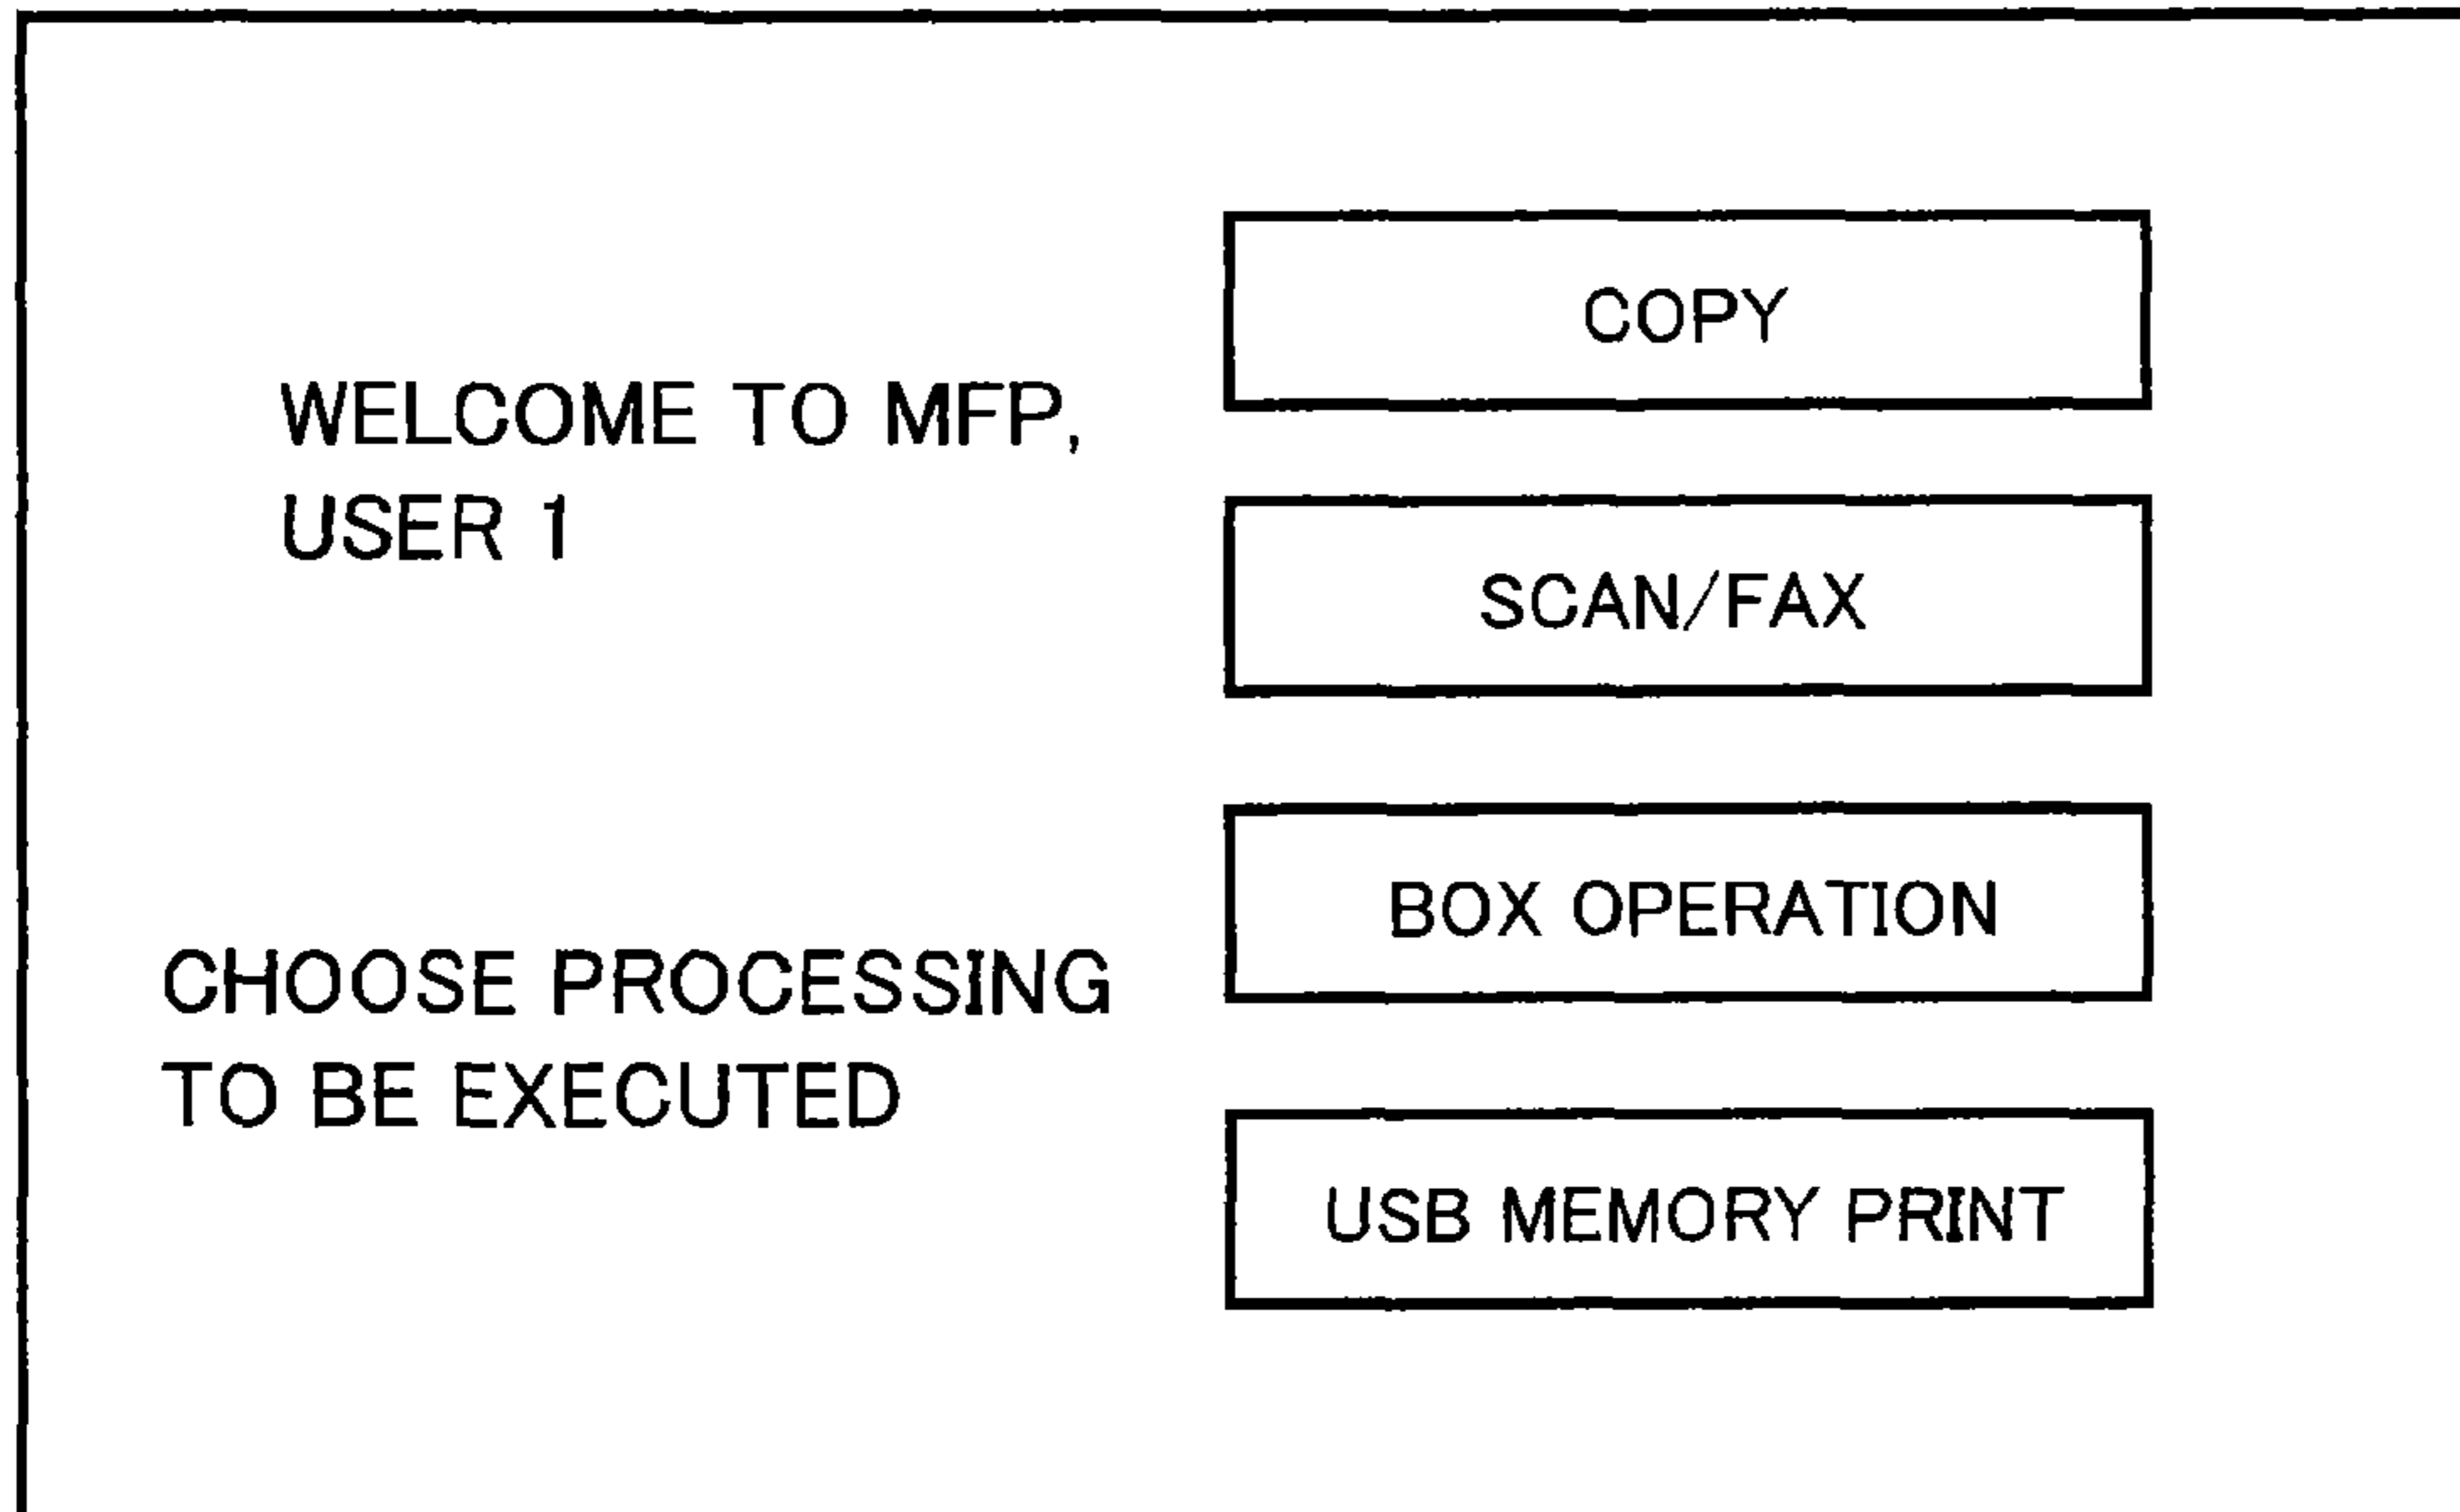 WELCOME TO MFP,
USER 1
CHOOSE PROCESSING
TO BE EXECUTED
COPY
SCAN/FAX
BOX OPERATION
USB MEMORY PRINT